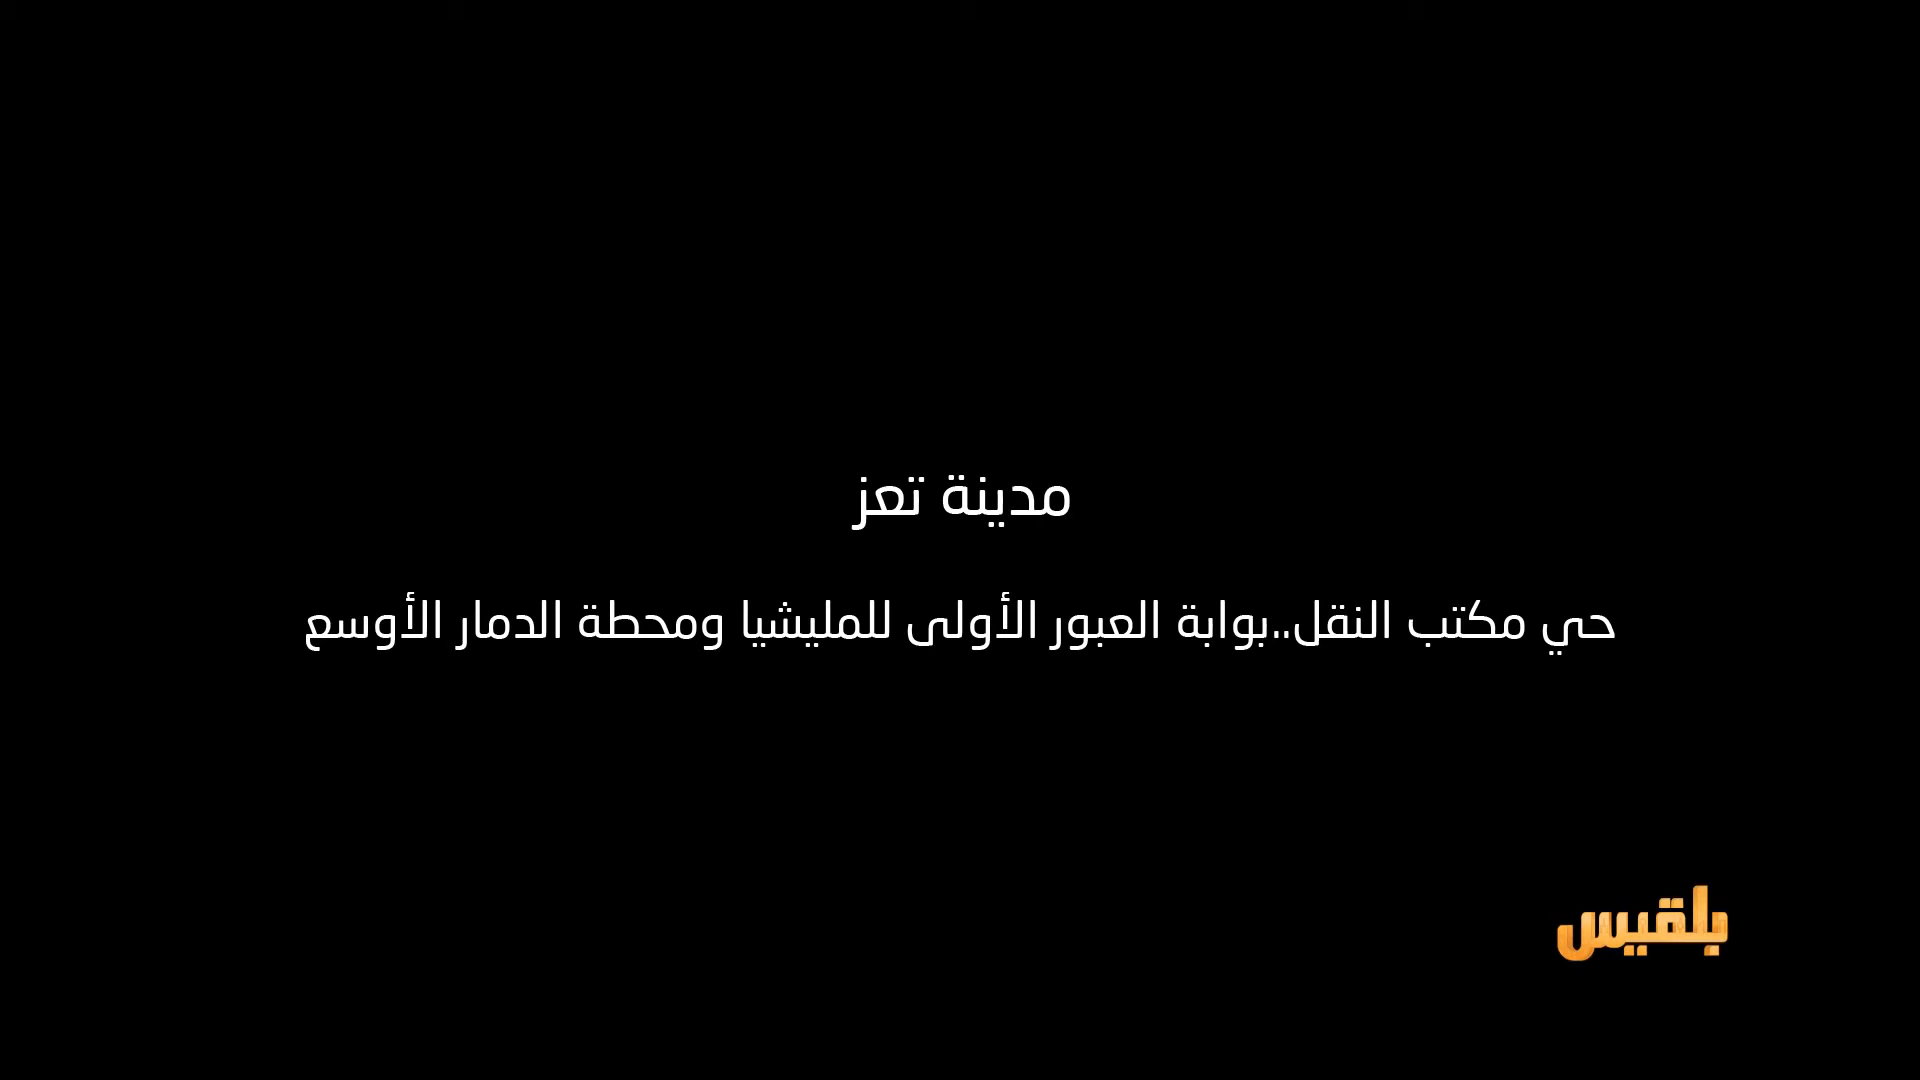 مدينة تعز
حي مكتب النقل..بوابة العبور الأولى للمليشيا ومحطة الدمار الأوسع
بلقيس